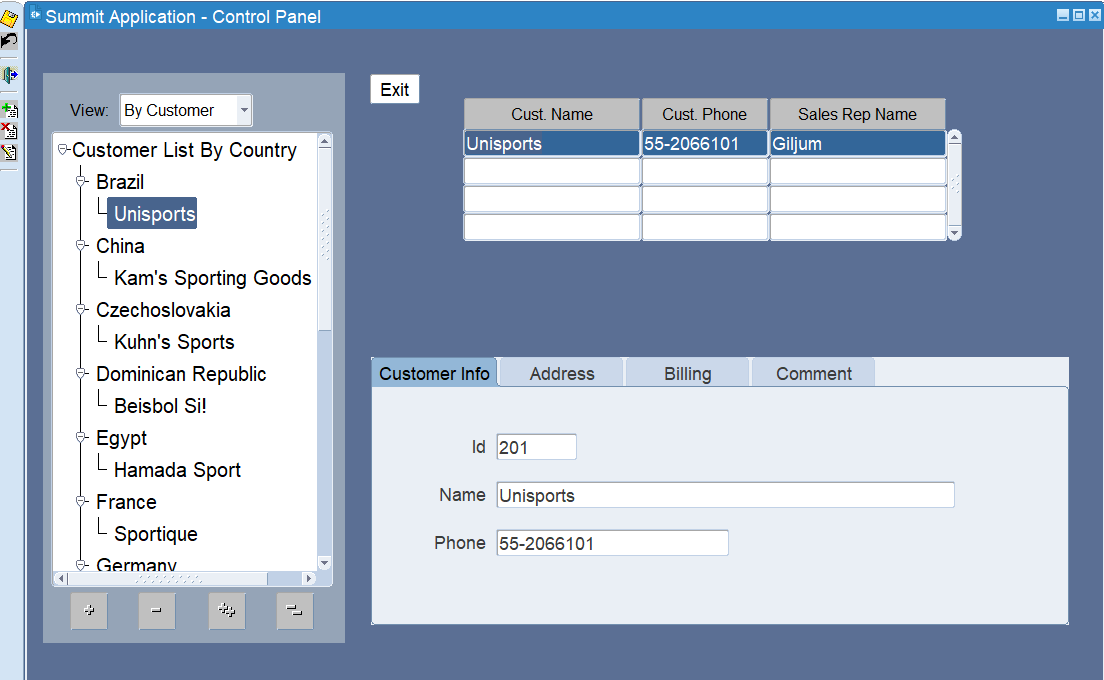 Summit Application - Control Panel
View: By Customer
Customer List By Country
Brazil
Unisports
China
Kam's Sporting Goods
Czechoslovakia
Kuhn's Sports
Dominican Republic
Beisbol Si!
Egypt
Hamada Sport
France
Sportique
Germany
Exit
Cust. Name Cust. Phone Sales Rep Name
Unisports 55-2066101 Giljum
Customer Info Address Billing Comment
Id 201
Name Unisports
Phone 55-2066101